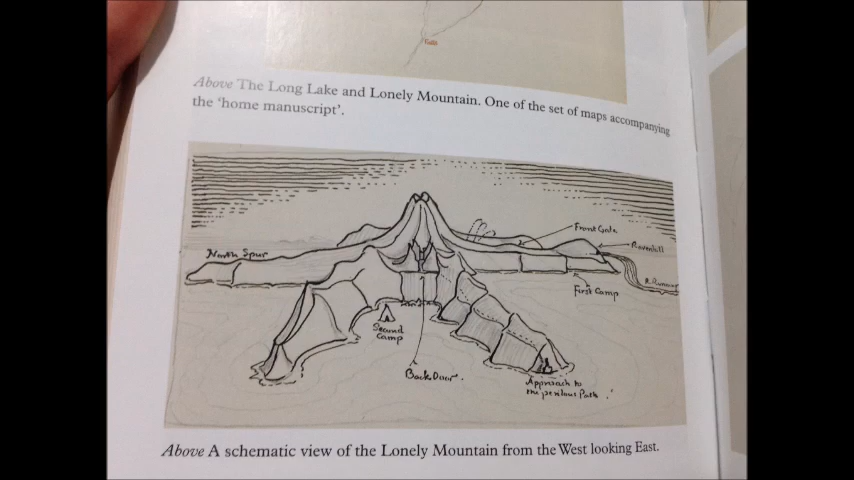 Above The Long Lake and Lonely Mountain. One of the set of maps accompanying
the ‘home manuscript’.
Front Gate
Ravenhill
North Spur
R. Running
First Camp
Second
Camp
Back Door.
Approach to
the perilous Path
Above A schematic view of the Lonely Mountain from the West looking East.